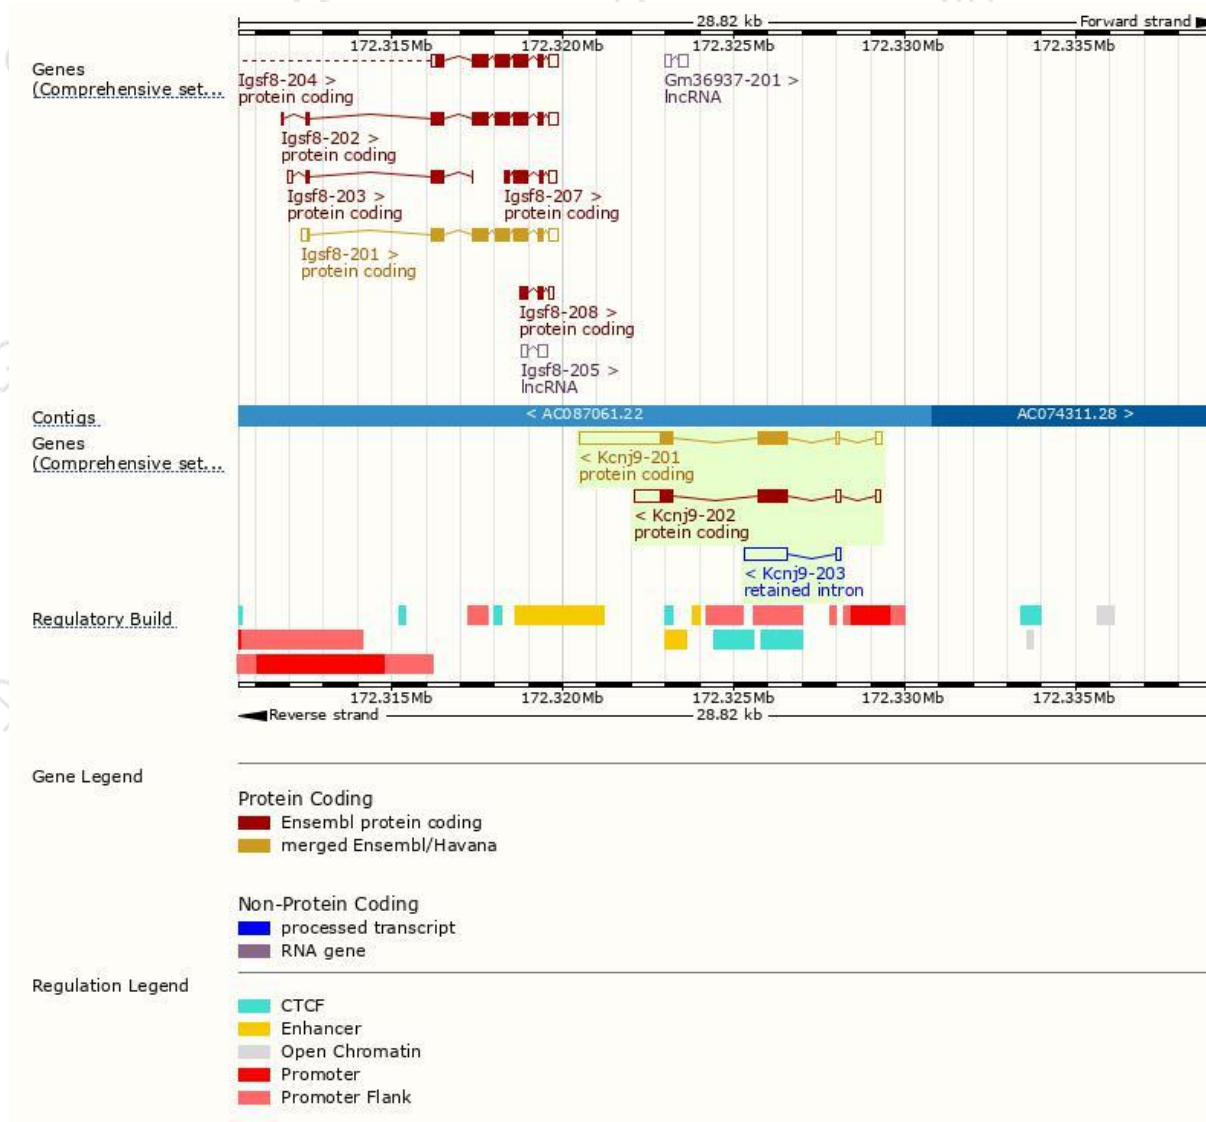 28.82 kb Forward strand
172.315Mb 172.320Mb 172.325Mb 172.330Mb 172.335Mb
Genes
(Comprehensive set...
Igsf8-204 >
protein coding
Gm36937-201 >
lncRNA
Igsf8-202 >
protein coding
Igsf8-203 >
protein coding
Igsf8-207 >
protein coding
Igsf8-201 >
protein coding
Igsf8-208 >
protein coding
Igsf8-205 >
lncRNA
Contigs
< AC087061.22
AC074311.28 >
Genes
(Comprehensive set...
< Kcnj9-201
protein coding
< Kcnj9-202
protein coding
< Kcnj9-203
retained intron
Regulatory Build
172.315Mb 172.320Mb 172.325Mb 172.330Mb 172.335Mb
Reverse strand 28.82 kb
Gene Legend
Protein Coding
Ensembl protein coding
merged Ensembl/Havana
Non-Protein Coding
processed transcript
RNA gene
Regulation Legend
CTCF
Enhancer
Open Chromatin
Promoter
Promoter Flank